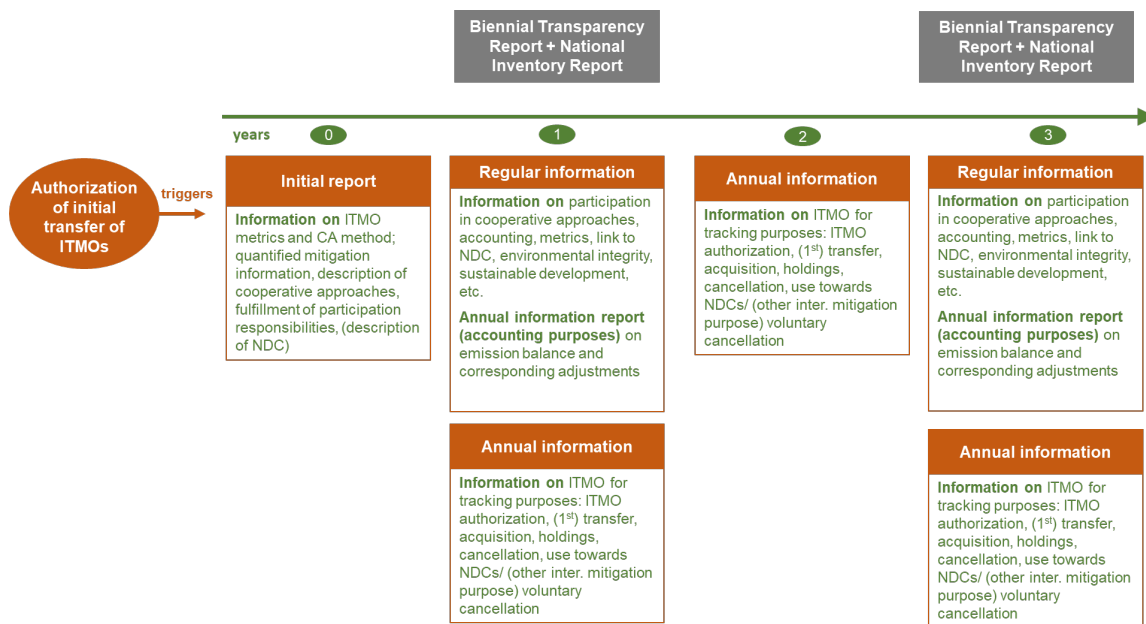 Biennial Transparency
Report + National
Inventory Report
Biennial Transparency
Report + National
Inventory Report
years
0
1
2
3
Authorization
of initial
transfer of
ITMOs
triggers
Initial report
Information on ITMO
metrics and CA method;
quantified mitigation
information, description of
cooperative approaches,
fulfillment of participation
responsibilities, (description
of NDC)
Regular information
Information on participation
in cooperative approaches,
accounting, metrics, link to
NDC, environmental integrity,
sustainable development,
etc.
Annual information report
(accounting purposes) on
emission balance and
corresponding adjustments
Annual information
Information on ITMO for
tracking purposes: ITMO
authorization, (1st) transfer,
acquisition, holdings,
cancellation, use towards
NDCs/ (other inter. mitigation
purpose) voluntary
cancellation
Annual information
Information on ITMO for
tracking purposes: ITMO
authorization, (1st) transfer,
acquisition, holdings,
cancellation, use towards
NDCs/ (other inter. mitigation
purpose) voluntary
cancellation
Regular information
Information on participation
in cooperative approaches,
accounting, metrics, link to
NDC, environmental integrity,
sustainable development,
etc.
Annual information report
(accounting purposes) on
emission balance and
corresponding adjustments
Annual information
Information on ITMO for
tracking purposes: ITMO
authorization, (1st) transfer,
acquisition, holdings,
cancellation, use towards
NDCs/ (other inter. mitigation
purpose) voluntary
cancellation